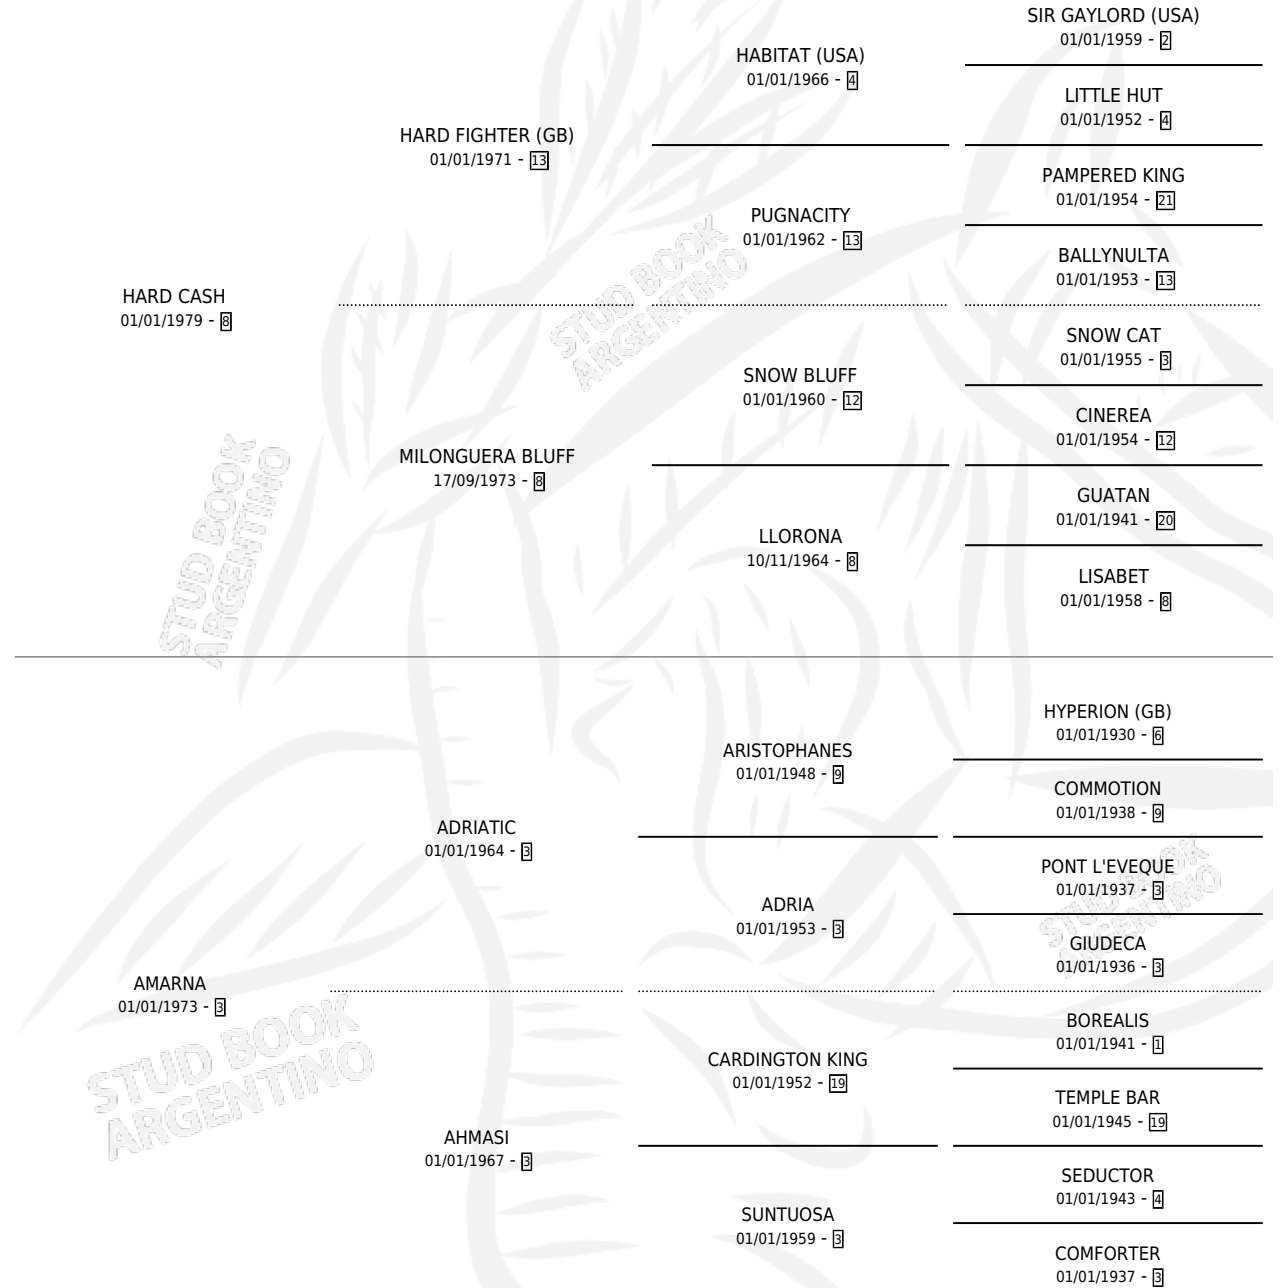 SIR GAYLORD (USA)
01/01/1959 - 2
HABITAT (USA)
01/01/1966 - 4
LITTLE HUT
01/01/1952 - 4
HARD FIGHTER (GB)
01/01/1971 - 13
PAMPERED KING
01/01/1954 - 21
PUGNACITY
01/01/1962 - 13
BALLYNULTA
01/01/1953 - 13
HARD CASH
01/01/1979 - 8
SNOW CAT
01/01/1955 - 3
SNOW BLUFF
01/01/1960 - 12
CINEREA
01/01/1954 - 12
MILONGUERA BLUFF
17/09/1973 - 8
GUATAN
01/01/1941 - 20
LLORONA
10/11/1964 - 8
LISABET
01/01/1958 - 8
STUD BOOK
ARGENTINO
STUD BOOK
ARGENTINO
HYPERION (GB)
01/01/1930 - 6
ARISTOPHANES
01/01/1948 - 9
COMMOTION
01/01/1938 - 9
ADRIATIC
01/01/1964 - 3
PONT L'EVEQUE
01/01/1937 - 3
ADRIA
01/01/1953 - 3
GIUDECA
01/01/1936 - 3
AMARNA
01/01/1973 - 3
BOREALIS
01/01/1941 - 1
CARDINGTON KING
01/01/1952 - 19
TEMPLE BAR
01/01/1945 - 19
AHMASI
01/01/1967 - 3
SEDUCTOR
01/01/1943 - 4
SUNTUOSA
01/01/1959 - 3
COMFORTER
01/01/1937 - 3
STUD BOOK
ARGENTINO
STUD BOOK
ARGENTINO